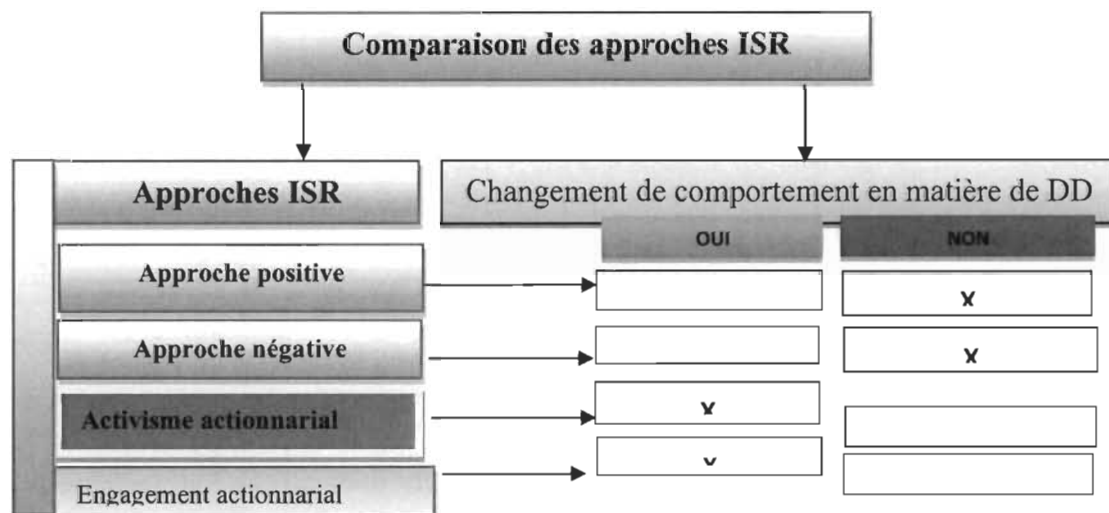 Comparaison des approches ISR
Approches ISR
Changement de comportement en matière de DD
OUI
NON
Approche positive
x
Approche négative
x
Activisme actionnarial
x
Engagement actionnarial
x